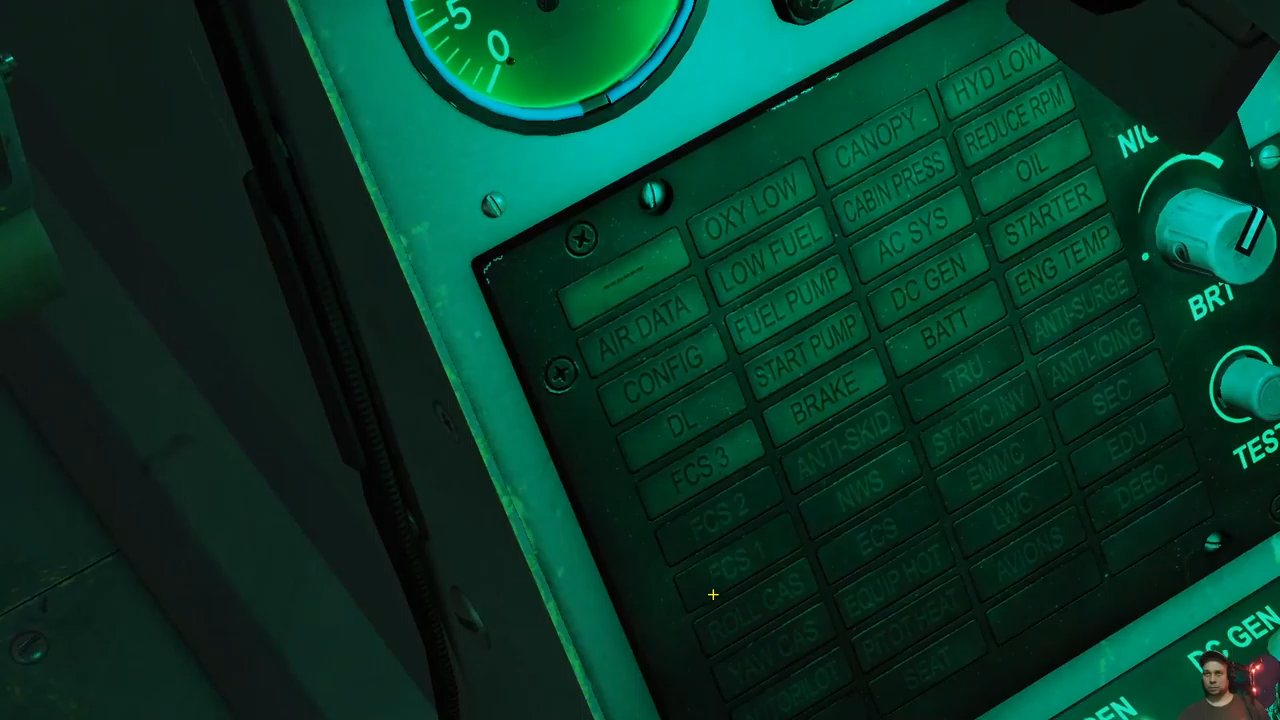 5
0
-----
AIR DATA
CONFIG
DL
FCS 3
FCS 2
FCS 1
ROLL CAS
YAW CAS
AUTOPILOT
OXY LOW
LOW FUEL
FUEL PUMP
START PUMP
BRAKE
ANTI-SKID
NWS
ECS
EQUIP HOT
PITOT HEAT
SEAT
CANOPY
CABIN PRESS
AC SYS
DC GEN
BATT
TRU
STATIC INV
EMMC
LWC
AVIONS
HYD LOW
REDUCE RPM
OIL
STARTER
ENG TEMP
ANTI-SURGE
ANTI-ICING
SEC
EDU
DEEC
BRT
TEST
DC GEN